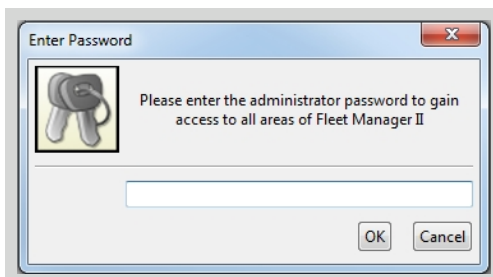 Enter Password
Please enter the administrator password to gain
access to all areas of Fleet Manager II
OK Cancel